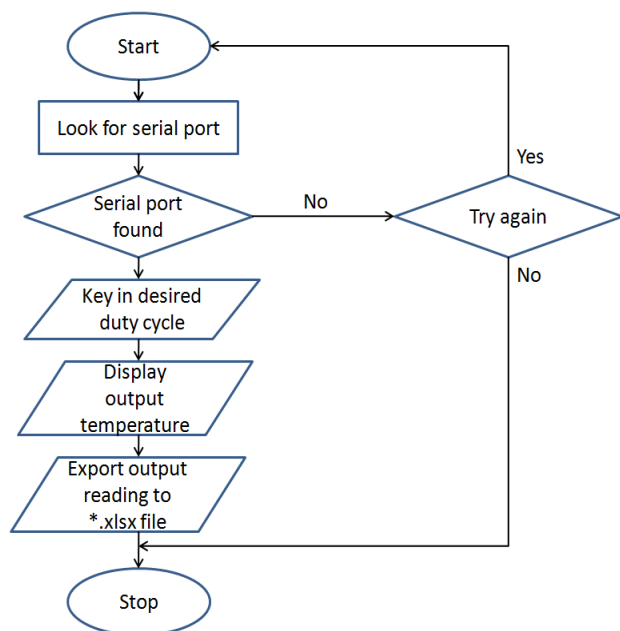 Start
Look for serial port
Yes
Serial port
found
No
Try again
No
Key in desired
duty cycle
Display
output
temperature
Export output
reading to
*.xlsx file
Stop